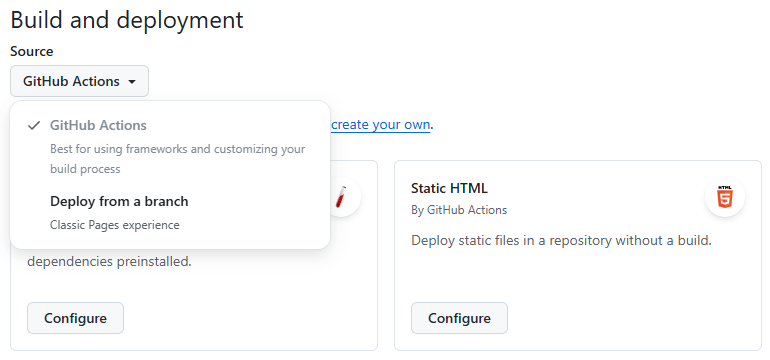 Build and deployment
Source
GitHub Actions
GitHub Actions
Best for using frameworks and customizing your
build process
Deploy from a branch
Classic Pages experience
create your own.
dependencies preinstalled.
Configure
Static HTML
By GitHub Actions
HTML
5
Deploy static files in a repository without a build.
Configure